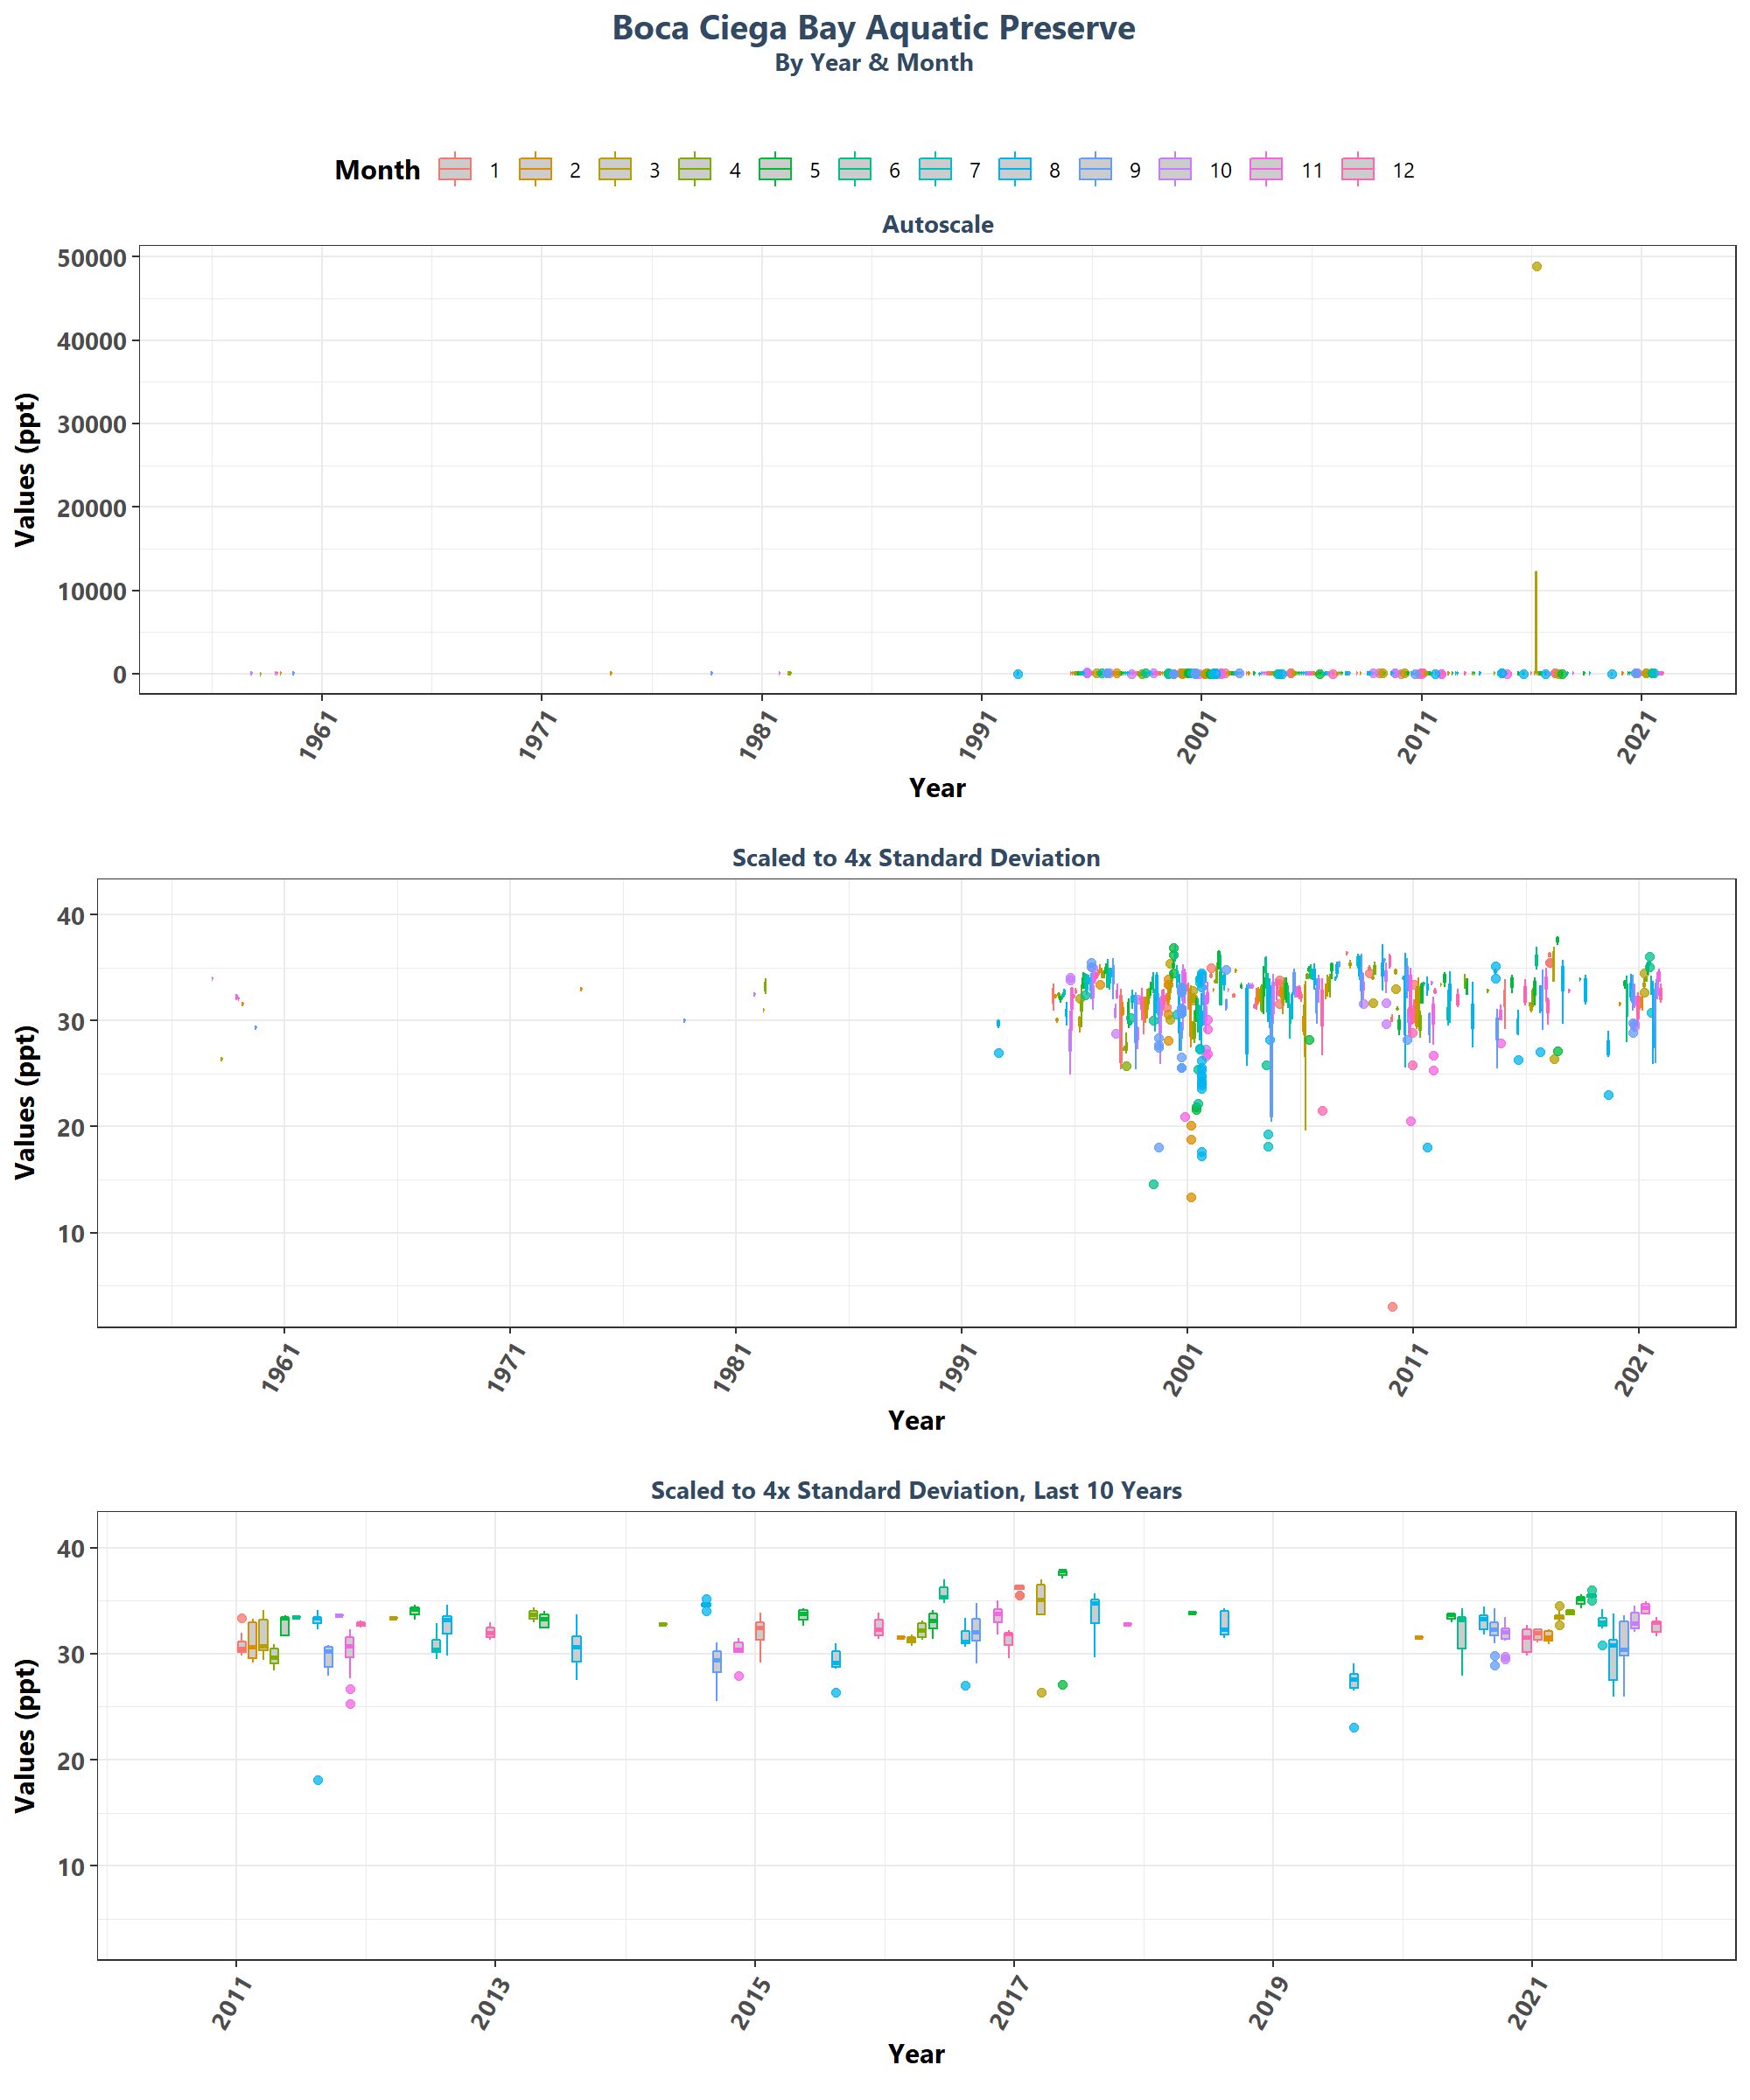 Boca Ciega Bay Aquatic Preserve
By Year & Month
Month 1 2 3 4 5 6 7 8 9 10 11 12
Autoscale
Values (ppt)
50000
40000
30000
20000
10000
0
1961 1971 1981 1991 2001 2011 2021
Year
Scaled to 4x Standard Deviation
Values (ppt)
40
30
20
10
1961 1971 1981 1991 2001 2011 2021
Year
Scaled to 4x Standard Deviation, Last 10 Years
Values (ppt)
40
30
20
10
2011 2013 2015 2017 2019 2021
Year